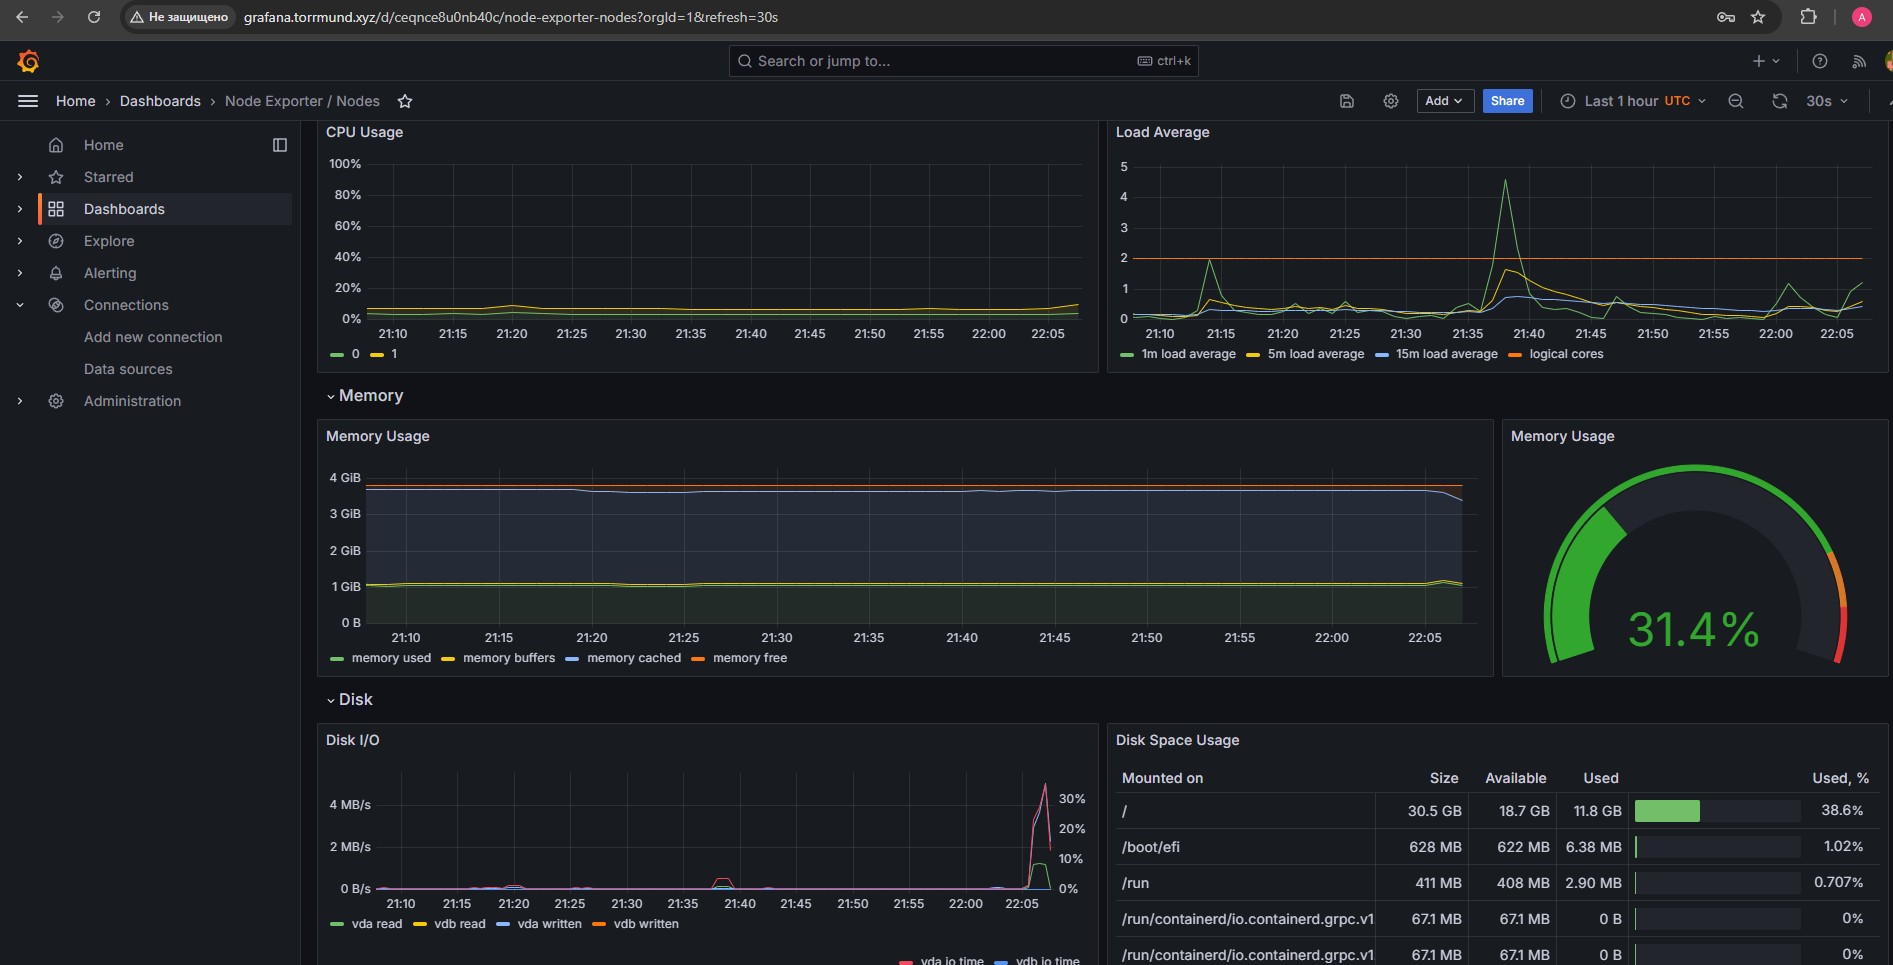 Не защищено grafana.torrmund.xyz/d/ceqnce8u0nb40c/node-exporter-nodes?orgId=1&refresh=30s A
Search or jump to... ctrl+k
Home › Dashboards › Node Exporter / Nodes Add Share Last 1 hour UTC 30s
Home
Starred
Dashboards
Explore
Alerting
Connections
Add new connection
Data sources
Administration
CPU Usage
100%
80%
60%
40%
20%
0%
21:10 21:15 21:20 21:25 21:30 21:35 21:40 21:45 21:50 21:55 22:00 22:05
0 1
Load Average
5
4
3
2
1
0
21:10 21:15 21:20 21:25 21:30 21:35 21:40 21:45 21:50 21:55 22:00 22:05
1m load average 5m load average 15m load average logical cores
Memory
Memory Usage
4 GiB
3 GiB
2 GiB
1 GiB
0 B
21:10 21:15 21:20 21:25 21:30 21:35 21:40 21:45 21:50 21:55 22:00 22:05
memory used memory buffers memory cached memory free
Memory Usage
31.4%
Disk
Disk I/O
4 MB/s
2 MB/s
0 B/s
30%
20%
10%
0%
21:10 21:15 21:20 21:25 21:30 21:35 21:40 21:45 21:50 21:55 22:00 22:05
vda read vdb read vda written vdb written
vda io time vdb io time
Disk Space Usage
Mounted on Size Available Used Used, %
/ 30.5 GB 18.7 GB 11.8 GB 38.6%
/boot/efi 628 MB 622 MB 6.38 MB 1.02%
/run 411 MB 408 MB 2.90 MB 0.707%
/run/containerd/io.containerd.grpc.v1 67.1 MB 67.1 MB 0 B 0%
/run/containerd/io.containerd.grpc.v1 67.1 MB 67.1 MB 0 B 0%